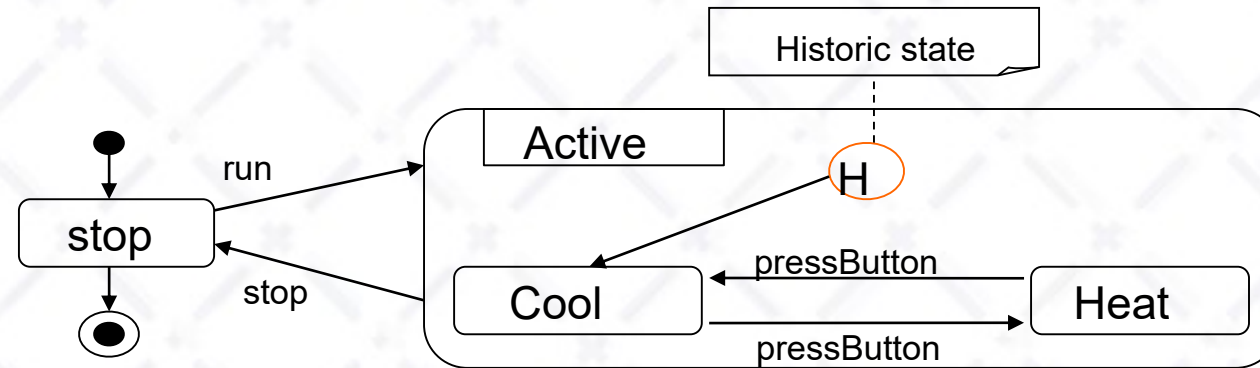 Historic state
Active
run
H
stop
pressButton
stop
Cool
Heat
pressButton